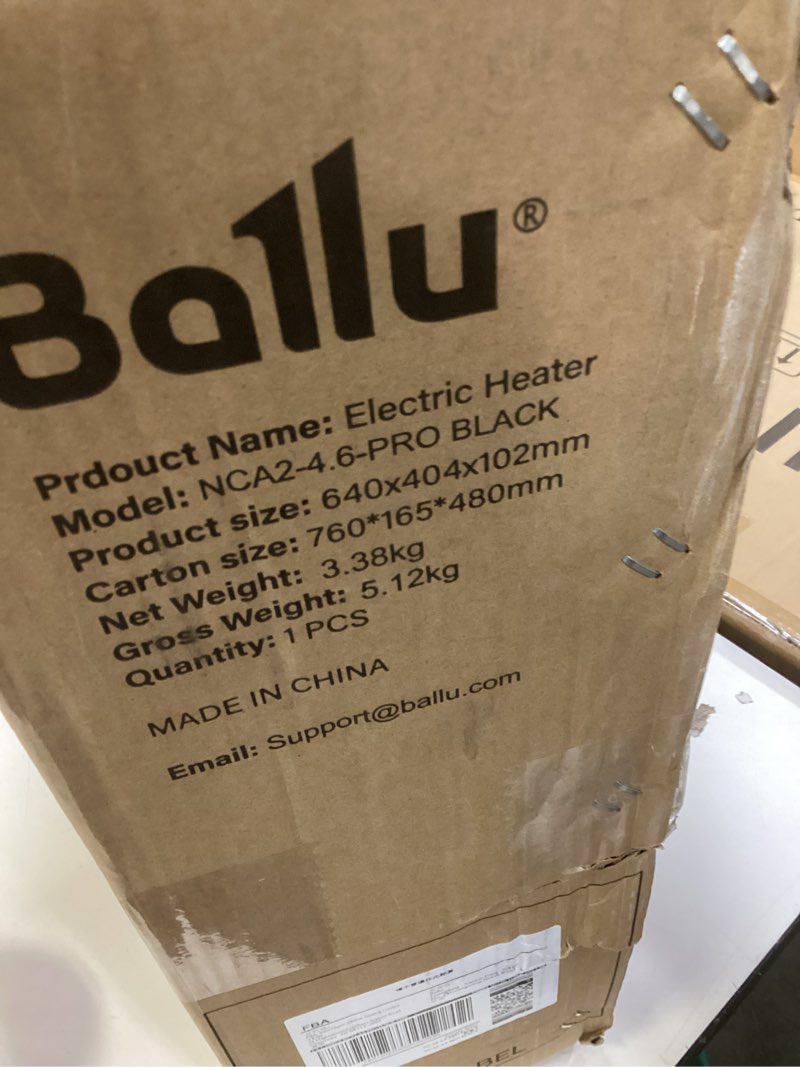 Ballu®
Prdouct Name: Electric Heater
Model: NCA2-4.6-PRO BLACK
Product size: 640x404x102mm
Carton size: 760*165*480mm
Net Weight: 3.38kg
Gross Weight: 5.12kg
Quantity: 1 PCS
MADE IN CHINA
Email: Support@ballu.com
FBA
BEL